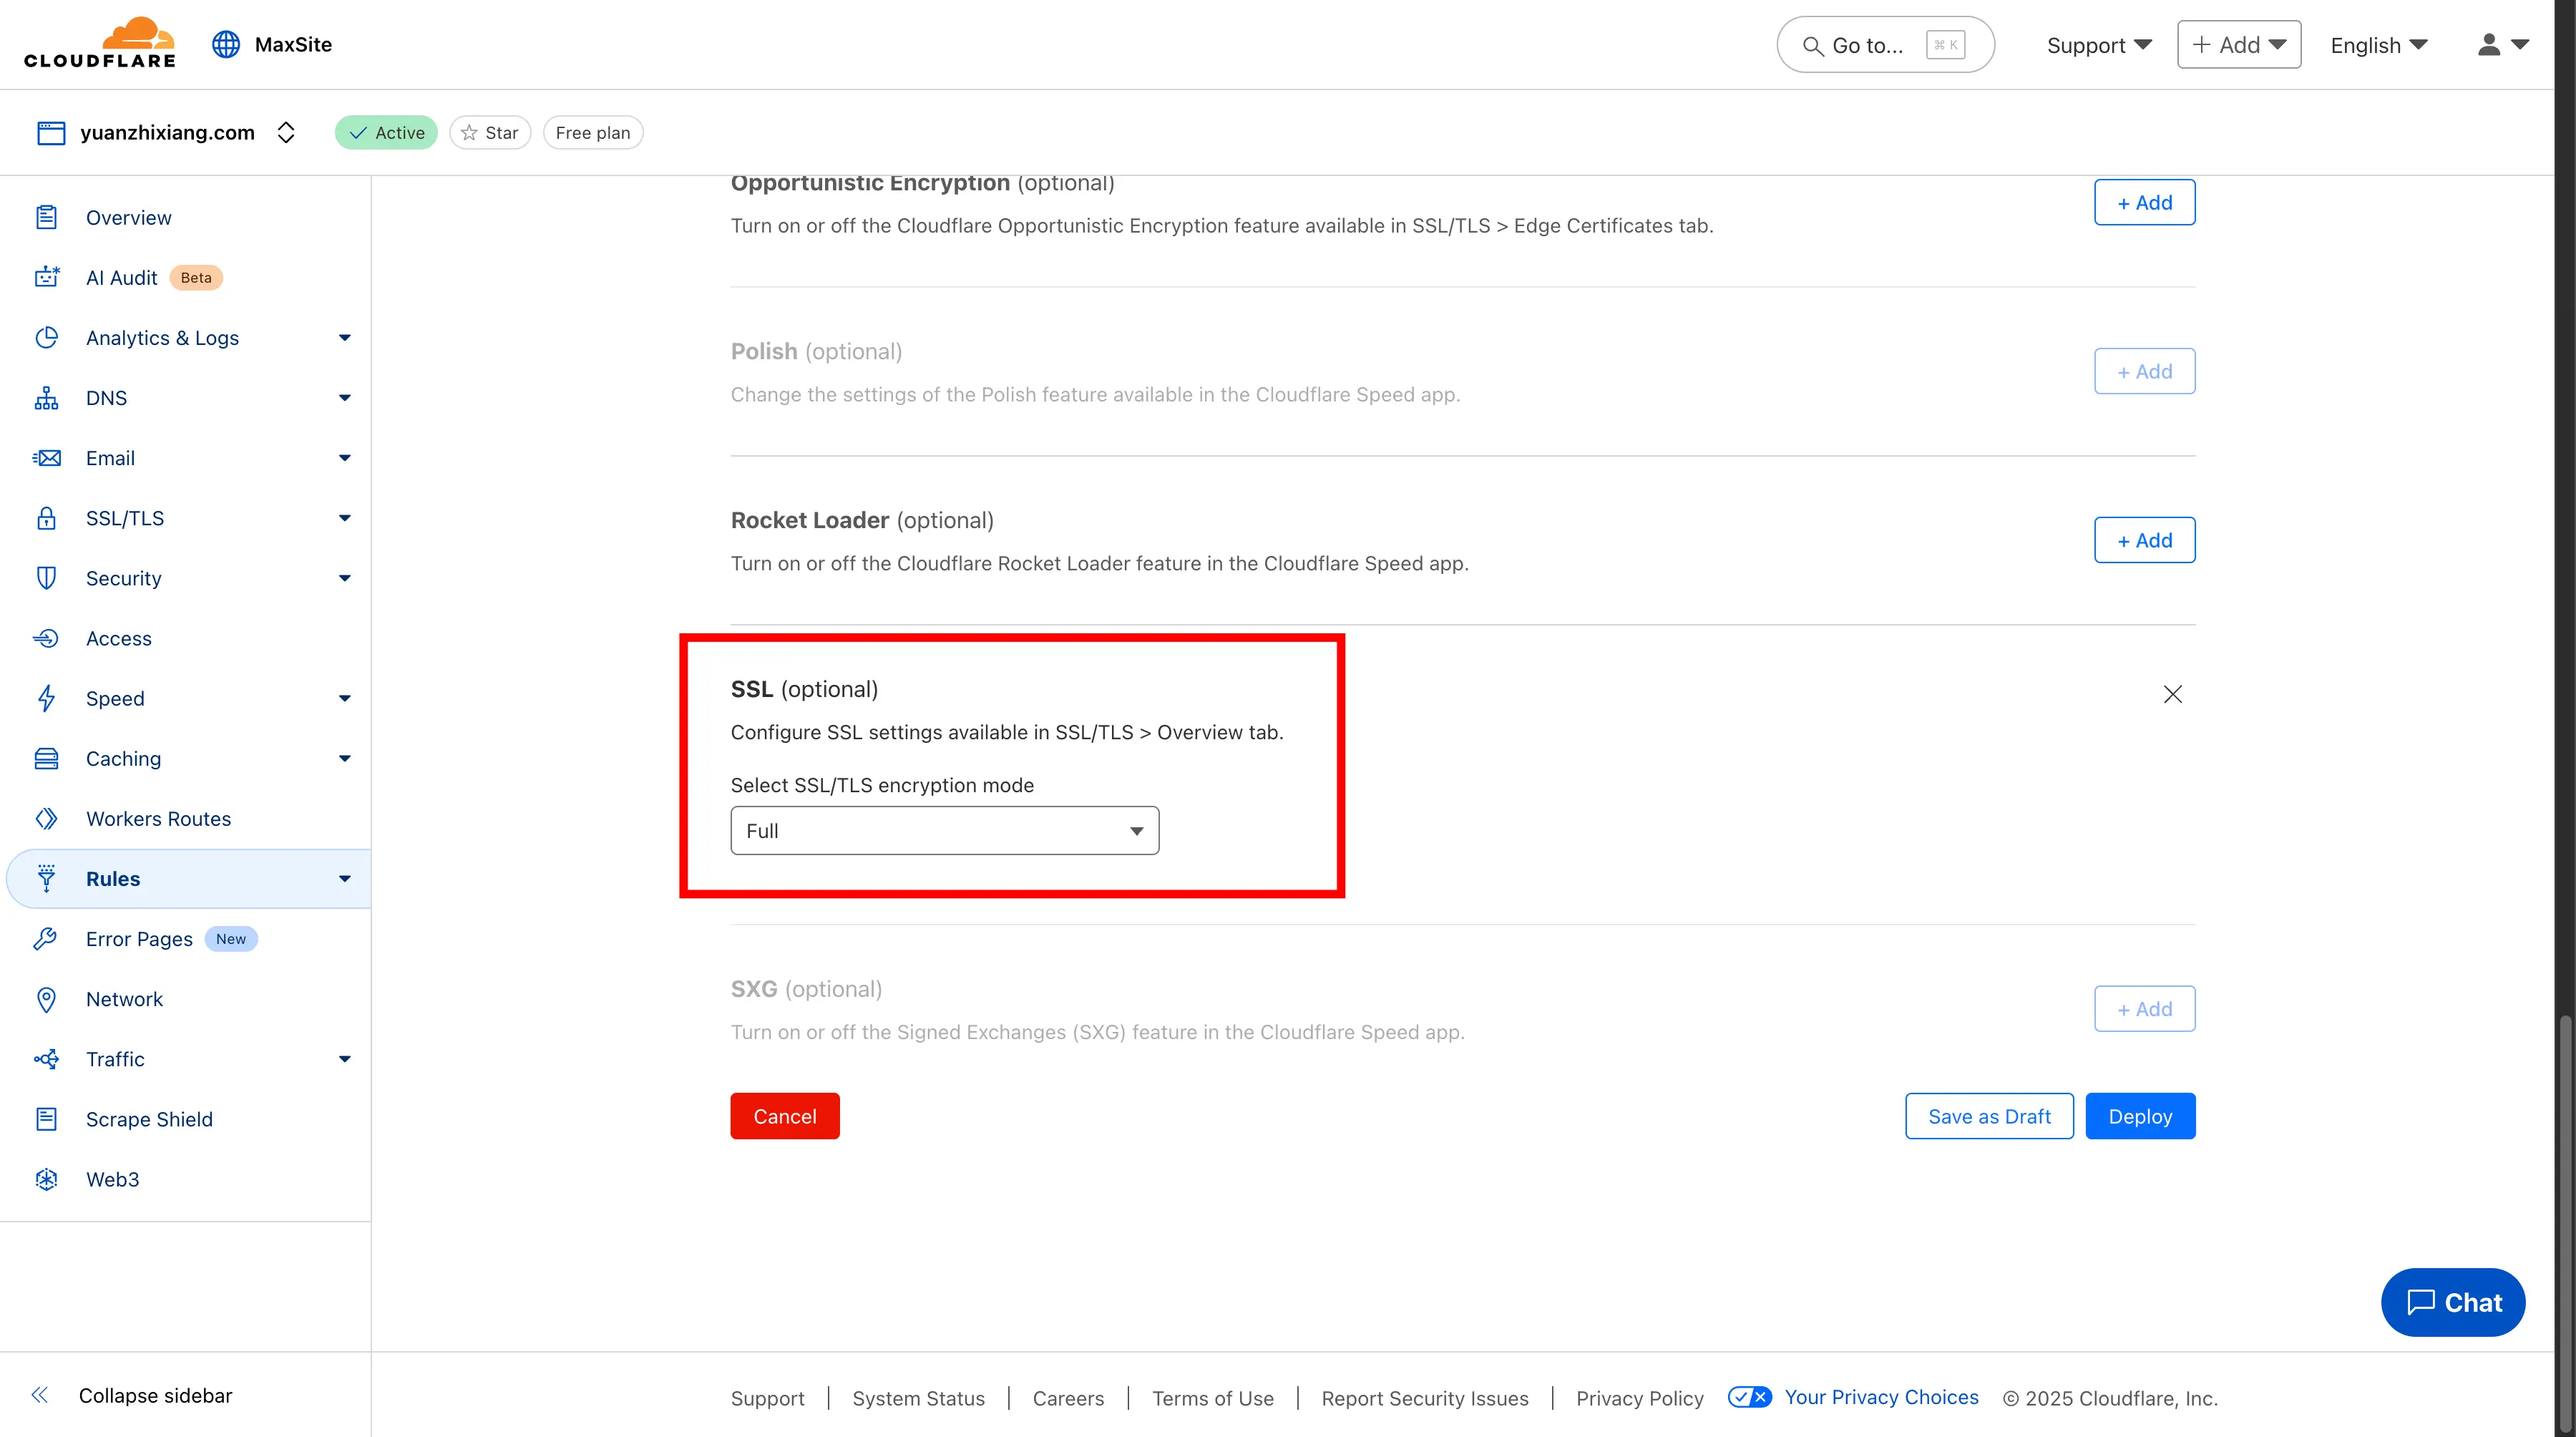 CLOUDFLARE
MaxSite
Go to...
⌘ K
Support
+ Add
English
yuanzhixiang.com
Active
Star
Free plan
Overview
AI Audit Beta
Analytics & Logs
DNS
Email
SSL/TLS
Security
Access
Speed
Caching
Workers Routes
Rules
Error Pages New
Network
Traffic
Scrape Shield
Web3
Collapse sidebar
Opportunistic Encryption (optional)
Turn on or off the Cloudflare Opportunistic Encryption feature available in SSL/TLS > Edge Certificates tab.
+ Add
Polish (optional)
Change the settings of the Polish feature available in the Cloudflare Speed app.
+ Add
Rocket Loader (optional)
Turn on or off the Cloudflare Rocket Loader feature in the Cloudflare Speed app.
+ Add
SSL (optional)
Configure SSL settings available in SSL/TLS > Overview tab.
Select SSL/TLS encryption mode
Full
SXG (optional)
Turn on or off the Signed Exchanges (SXG) feature in the Cloudflare Speed app.
+ Add
Cancel
Save as Draft
Deploy
Chat
Support | System Status | Careers | Terms of Use | Report Security Issues | Privacy Policy Your Privacy Choices © 2025 Cloudflare, Inc.